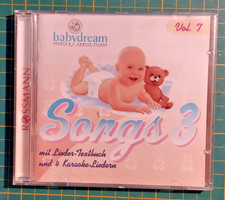 babydream
Vol. 7
Songs 3
mit Lieder-Textbuch
und 4 Karaoke-Liedern
ROSSMANN